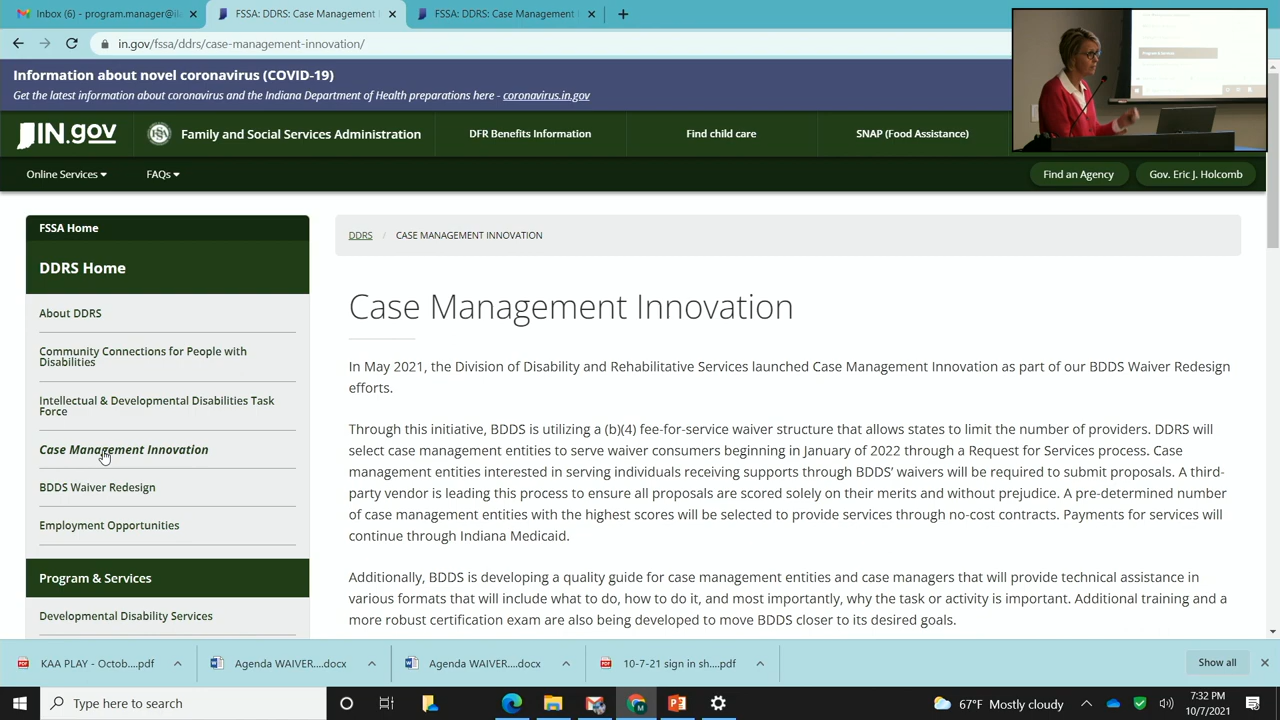 Inbox (6) - program.manager@il
FSSA: DDRS: Case Management
FSSA: DDRS: Case Management
in.gov/fssa/ddrs/case-management-innovation/
Information about novel coronavirus (COVID-19)
Get the latest information about coronavirus and the Indiana Department of Health preparations here - coronavirus.in.gov
IN.gov
Family and Social Services Administration
DFR Benefits Information
Find child care
SNAP (Food Assistance)
Online Services
FAQs
Find an Agency
Gov. Eric J. Holcomb
FSSA Home
DDRS Home
About DDRS
Community Connections for People with
Disabilities
Intellectual & Developmental Disabilities Task
Force
Case Management Innovation
BDDS Waiver Redesign
Employment Opportunities
Program & Services
Developmental Disability Services
DDRS / CASE MANAGEMENT INNOVATION
Case Management Innovation
In May 2021, the Division of Disability and Rehabilitative Services launched Case Management Innovation as part of our BDDS Waiver Redesign
efforts.
Through this initiative, BDDS is utilizing a (b)(4) fee-for-service waiver structure that allows states to limit the number of providers. DDRS will
select case management entities to serve waiver consumers beginning in January of 2022 through a Request for Services process. Case
management entities interested in serving individuals receiving supports through BDDS' waivers will be required to submit proposals. A third-
party vendor is leading this process to ensure all proposals are scored solely on their merits and without prejudice. A pre-determined number
of case management entities with the highest scores will be selected to provide services through no-cost contracts. Payments for services will
continue through Indiana Medicaid.
Additionally, BDDS is developing a quality guide for case management entities and case managers that will provide technical assistance in
various formats that will include what to do, how to do it, and most importantly, why the task or activity is important. Additional training and a
more robust certification exam are also being developed to move BDDS closer to its desired goals.
KAA PLAY - Octob....pdf
Agenda WAIVER....docx
Agenda WAIVER....docx
10-7-21 sign in sh....pdf
Show all
Type here to search
67°F Mostly cloudy
7:32 PM
10/7/2021